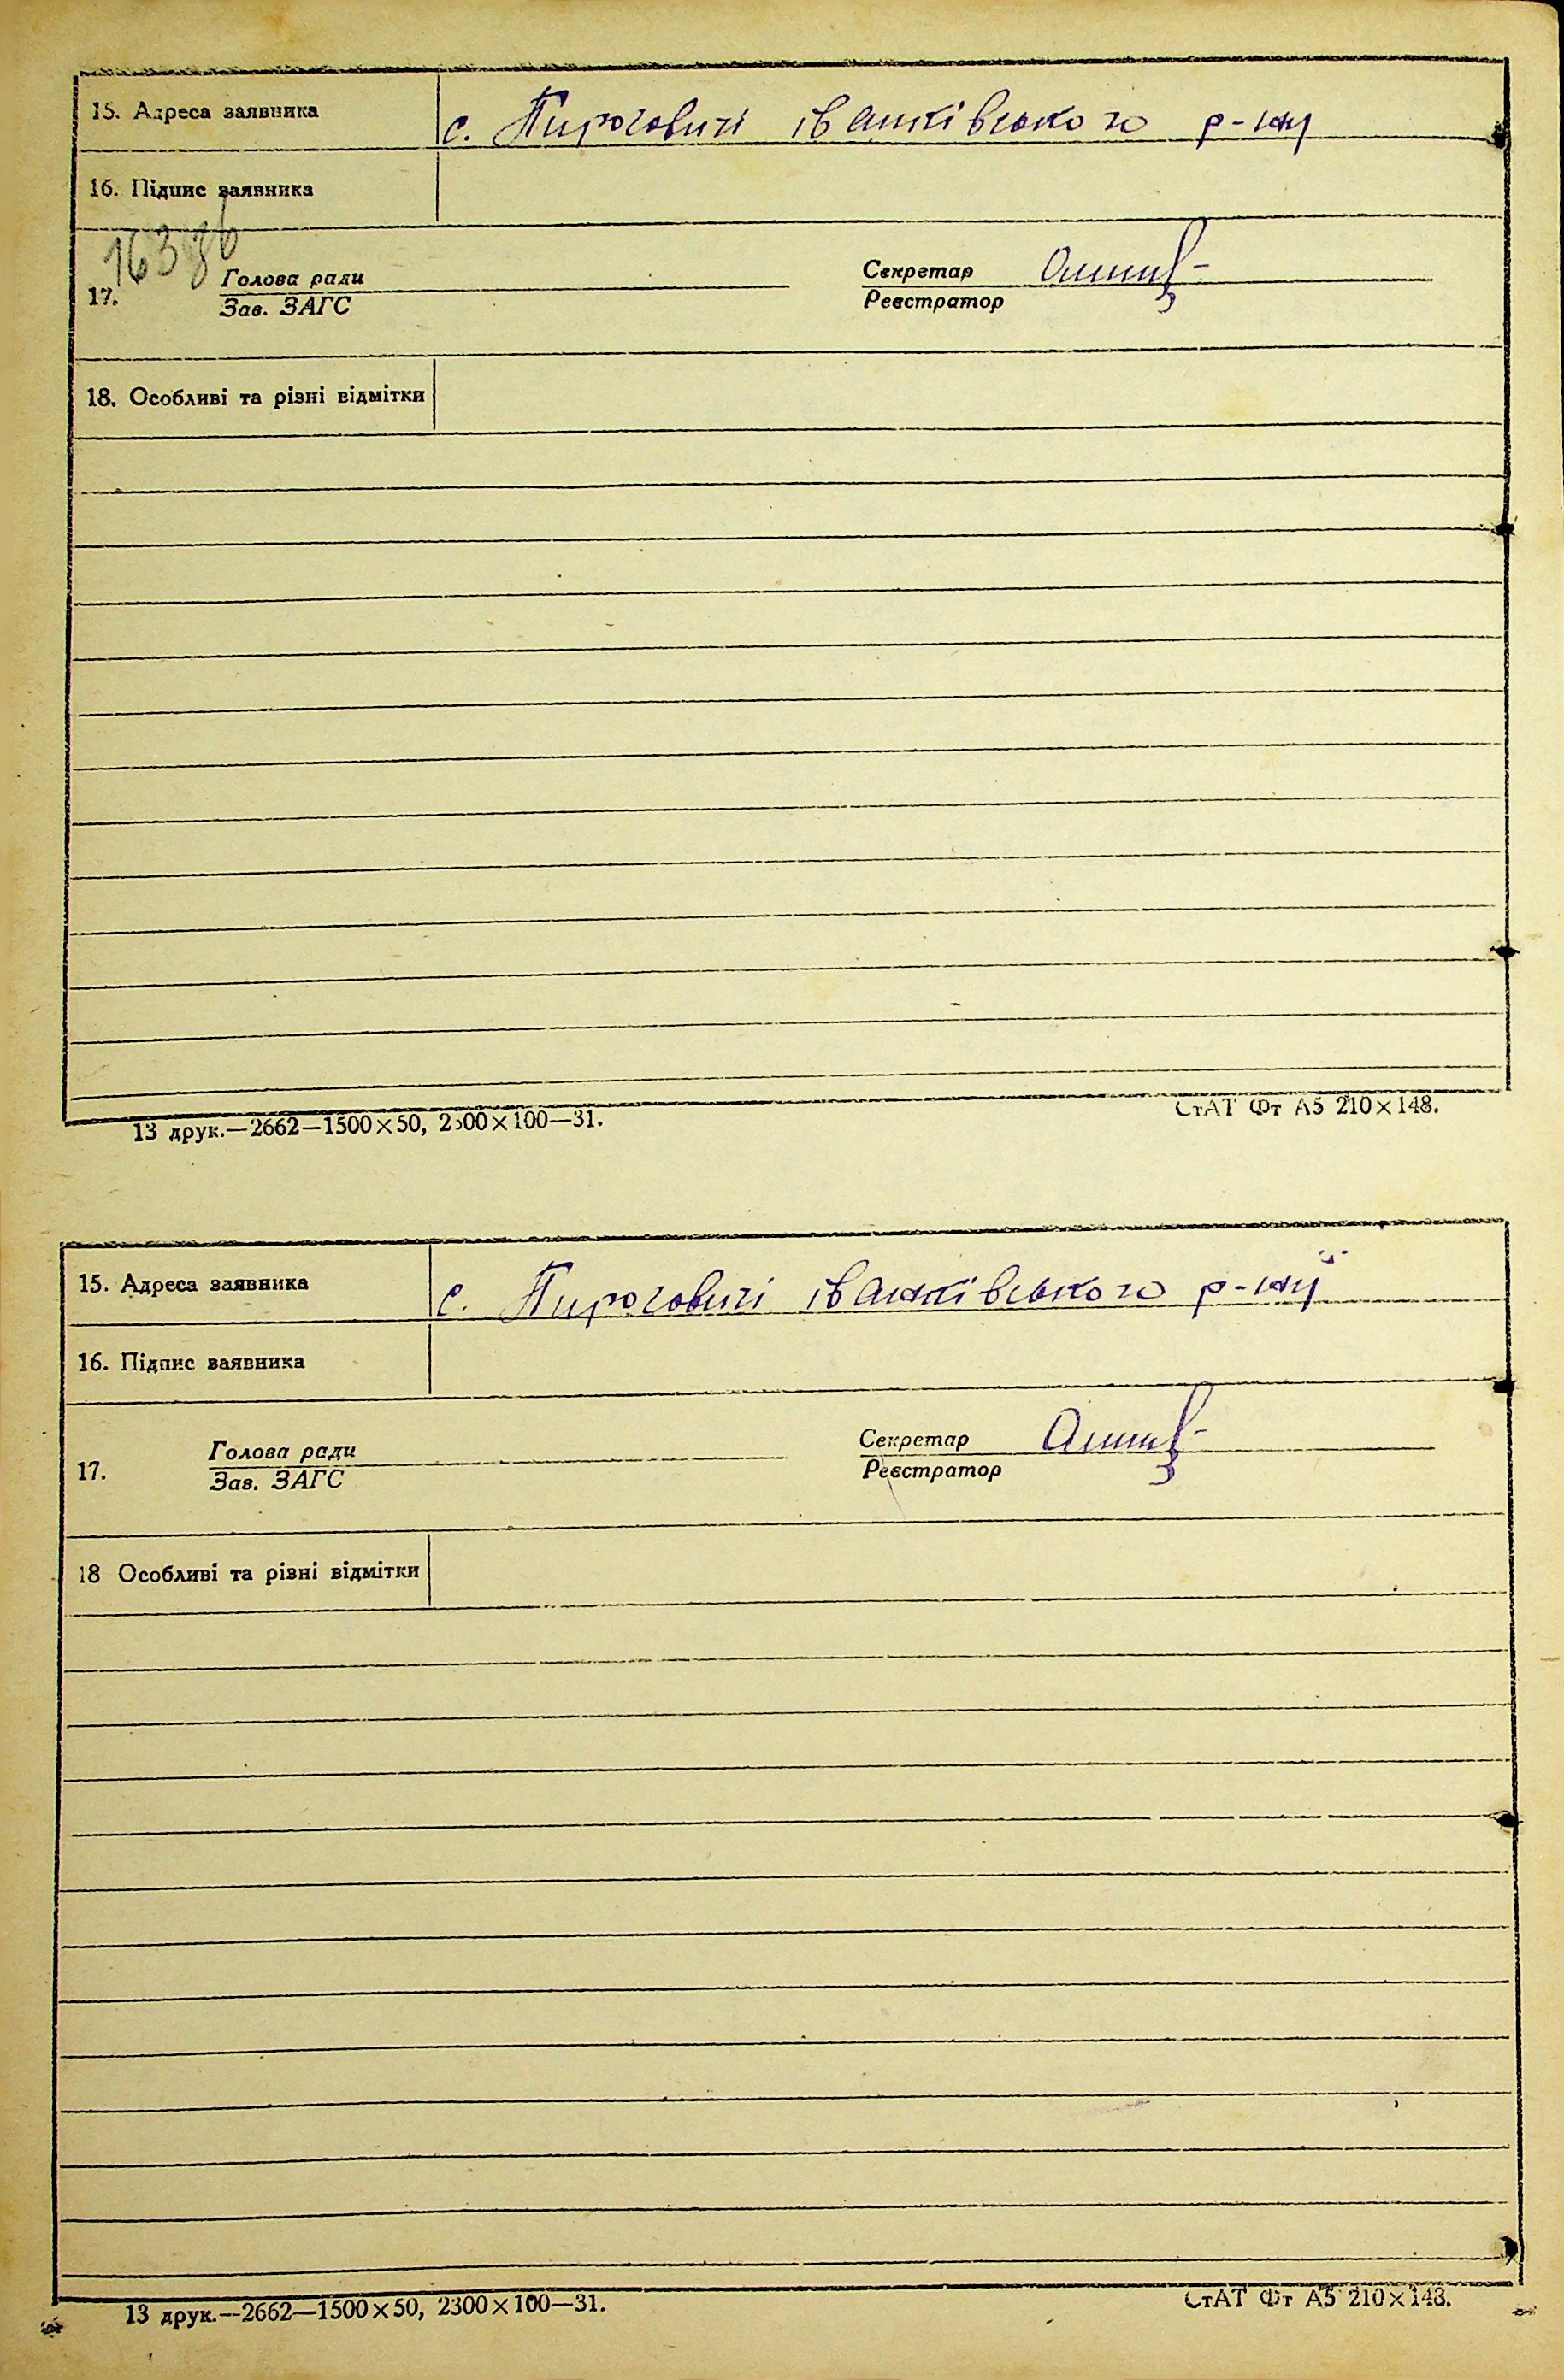 15. Адреса заявника
с. Пироговичі іванківського р-ну
16. Підпис заявника
163 зв
17.
Голова ради
Зав. ЗАГС
Секретар
Реєстратор
18. Особливі та різні відмітки
13 друк.—2662—1500×50, 2300×100—31.
СтАТ Фт А5 210×148.
15. Адреса заявника
с. Пироговичі іванківського р-ну
16. Підпис заявника
17.
Голова ради
Зав. ЗАГС
Секретар
Реєстратор
18 Особливі та різні відмітки
13 друк.—2662—1500×50, 2300×100—31.
СтАТ Фт А5 210×148.